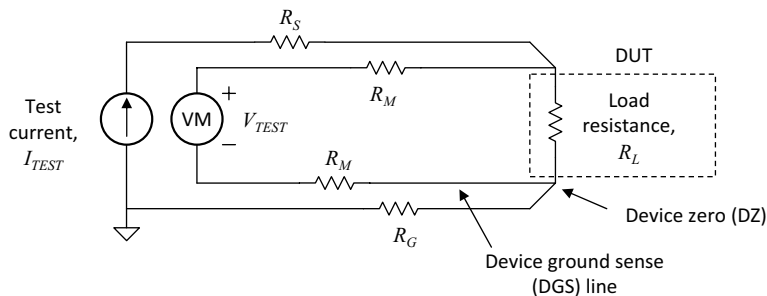 R_S
DUT
R_M
Test
current,
I_TEST
VM
+
−
V_TEST
Load
resistance,
R_L
R_M
R_G
Device zero (DZ)
Device ground sense
(DGS) line